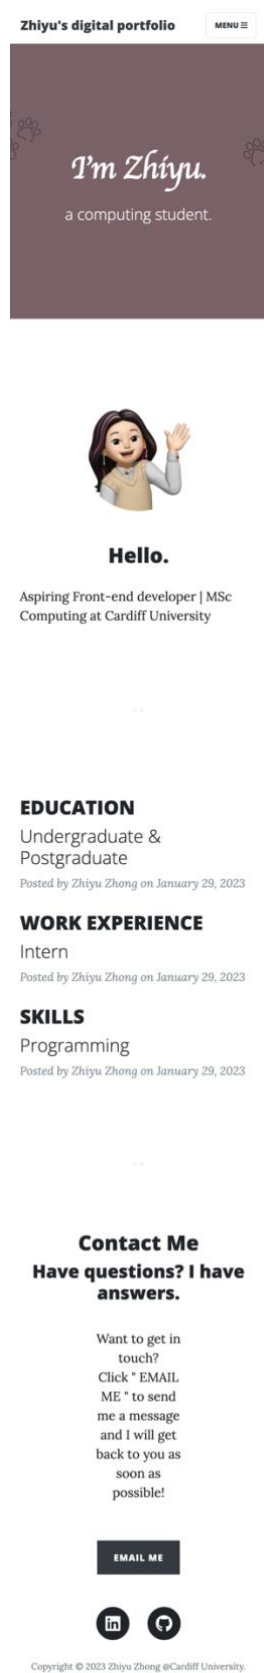 Zhiyu's digital portfolio
MENU
I'm Zhiyu.
a computing student.
Hello.
Aspiring Front-end developer | MSc
Computing at Cardiff University
EDUCATION
Undergraduate &
Postgraduate
Posted by Zhiyu Zhong on January 29, 2023
WORK EXPERIENCE
Intern
Posted by Zhiyu Zhong on January 29, 2023
SKILLS
Programming
Posted by Zhiyu Zhong on January 29, 2023
Contact Me
Have questions? I have
answers.
Want to get in
touch?
Click " EMAIL
ME " to send
me a message
and I will get
back to you as
soon as
possible!
EMAIL ME
in
Copyright © 2023 Zhiyu Zhong @Cardiff University.